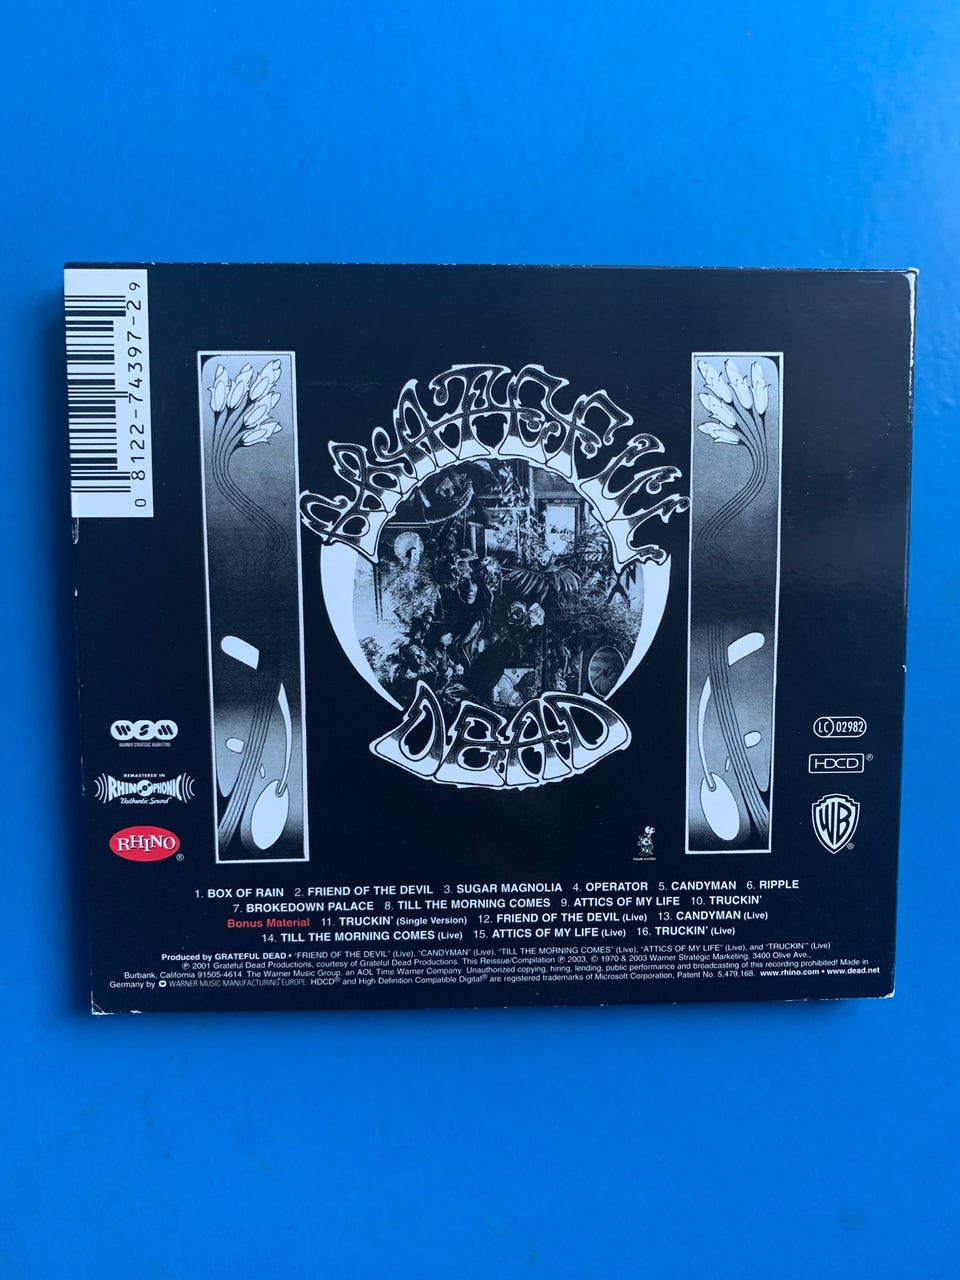 0 81227-74397-2 9
GRATEFUL
DEAD
WSM
WARNER STRATEGIC MARKETING
REMASTERED IN
RHINOPHONIC
"Authentic Sound"
RHINO®
LC 02982
HDCD®
WB®
1. BOX OF RAIN 2. FRIEND OF THE DEVIL 3. SUGAR MAGNOLIA 4. OPERATOR 5. CANDYMAN 6. RIPPLE
7. BROKEDOWN PALACE 8. TILL THE MORNING COMES 9. ATTICS OF MY LIFE 10. TRUCKIN'
Bonus Material 11. TRUCKIN' (Single Version) 12. FRIEND OF THE DEVIL (Live) 13. CANDYMAN (Live)
14. TILL THE MORNING COMES (Live) 15. ATTICS OF MY LIFE (Live) 16. TRUCKIN' (Live)
Produced by GRATEFUL DEAD • "FRIEND OF THE DEVIL" (Live), "CANDYMAN" (Live), "TILL THE MORNING COMES" (Live), "ATTICS OF MY LIFE" (Live), and "TRUCKIN'" (Live)
℗ 2001 Grateful Dead Productions, courtesy of Grateful Dead Productions. This Reissue/Compilation ℗ 2003, © 1970 & 2003 Warner Strategic Marketing, 3400 Olive Ave.,
Burbank, California 91505-4614. The Warner Music Group, an AOL Time Warner Company. Unauthorized copying, hiring, lending, public performance and broadcasting of this recording prohibited! Made in
Germany by WARNER MUSIC MANUFACTURING EUROPE. HDCD® and High Definition Compatible Digital® are registered trademarks of Microsoft Corporation. Patent No. 5,479,168. www.rhino.com • www.dead.net